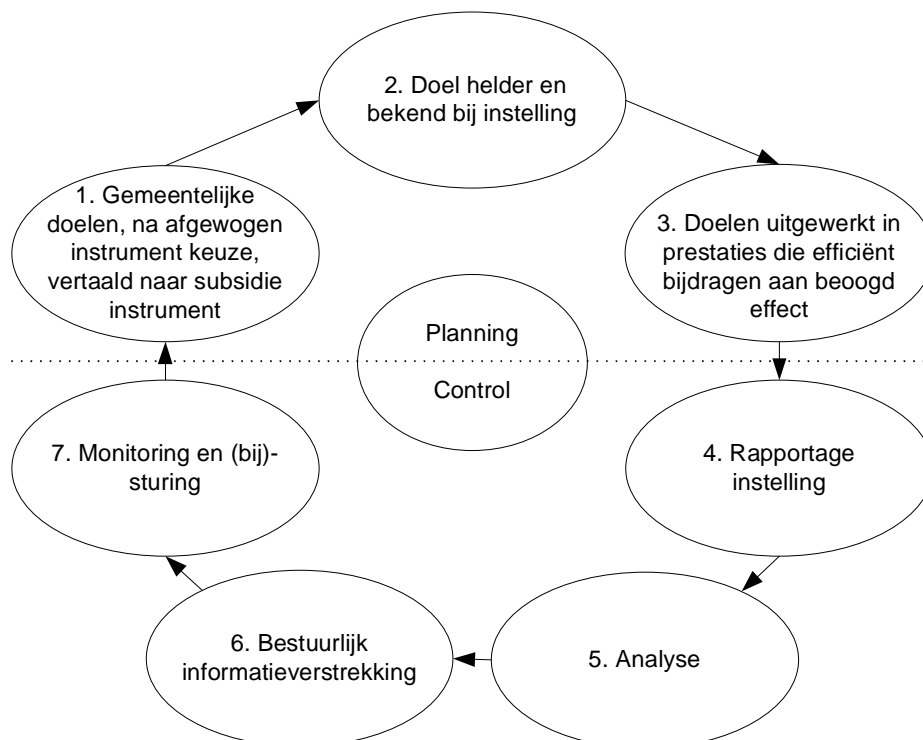 2. Doel helder en
bekend bij instelling
1. Gemeentelijke
doelen, na afgewogen
instrument keuze,
vertaald naar subsidie
instrument
3. Doelen uitgewerkt in
prestaties die efficiënt
bijdragen aan beoogd
effect
Planning
Control
7. Monitoring en (bij)-
sturing
4. Rapportage
instelling
6. Bestuurlijk
informatieverstrekking
5. Analyse